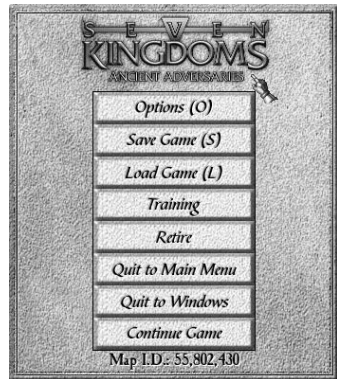 SEVEN
KINGDOMS
ANCIENT ADVERSARIES
Options (O)
Save Game (S)
Load Game (L)
Training
Retire
Quit to Main Menu
Quit to Windows
Continue Game
Map I.D.: 55,802,430